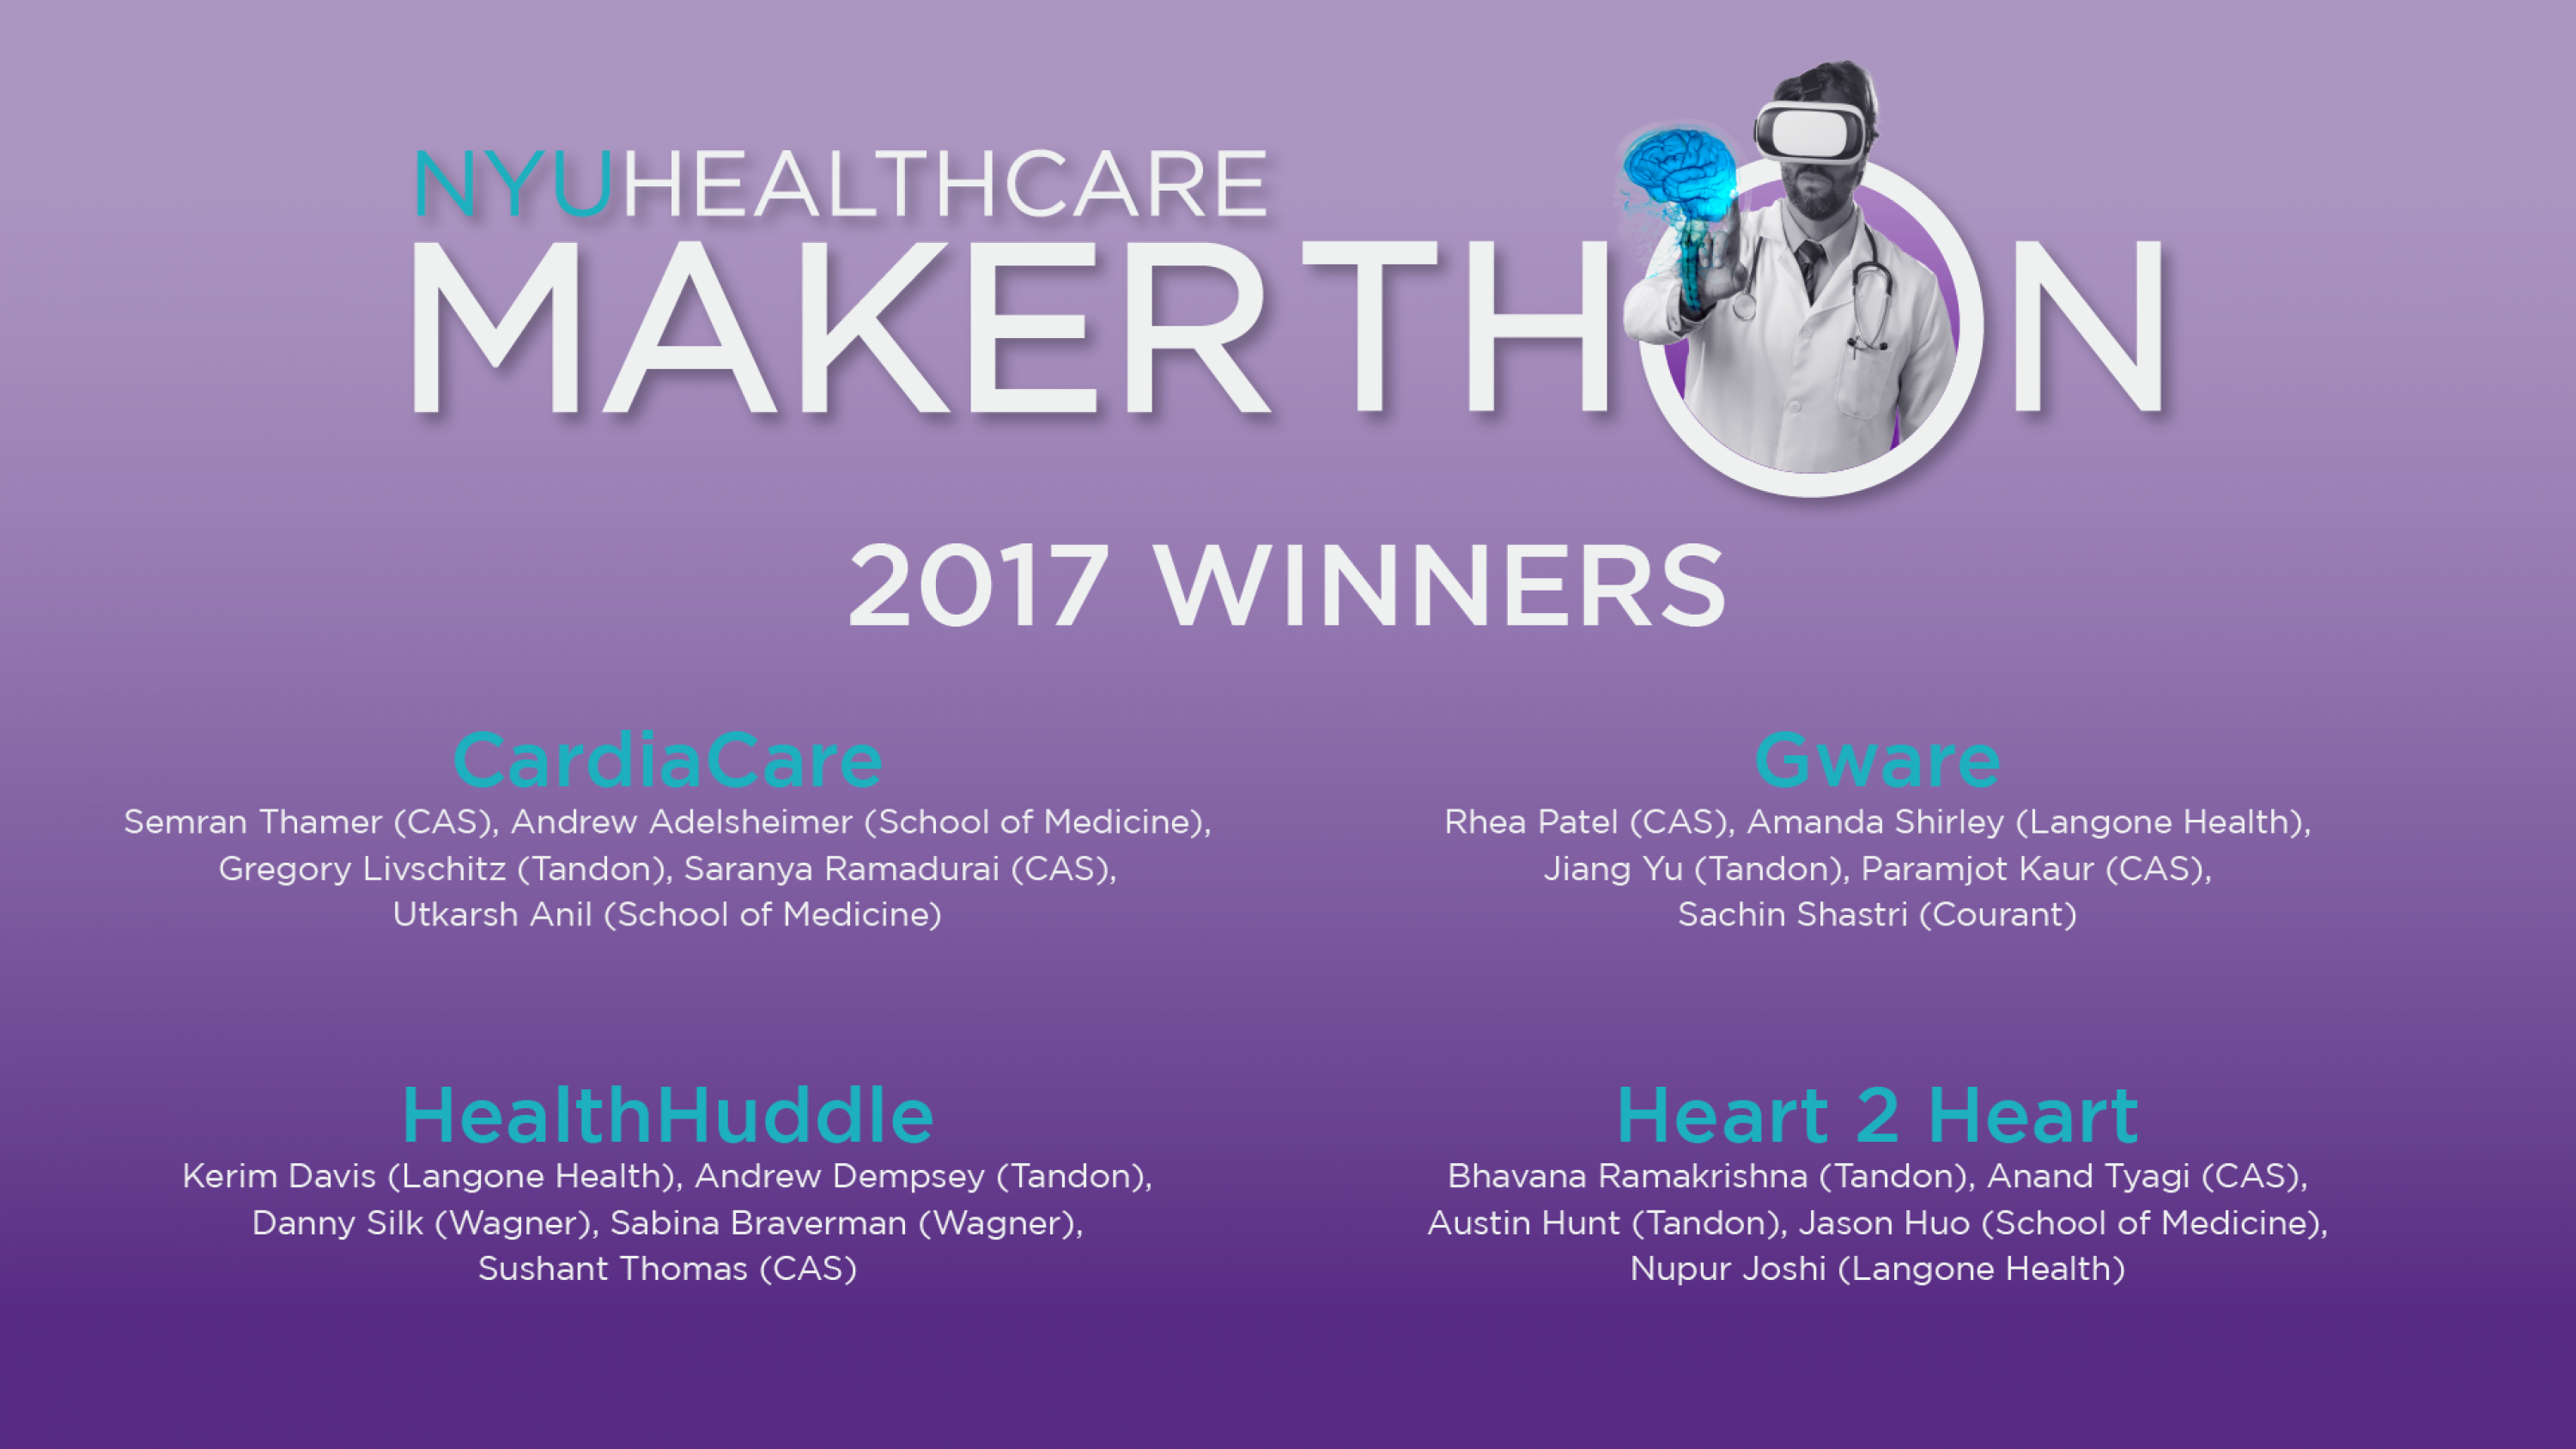 NYUHEALTHCARE
MAKERTHON
2017 WINNERS
CardiaCare
Semran Thamer (CAS), Andrew Adelsheimer (School of Medicine),
Gregory Livschitz (Tandon), Saranya Ramadurai (CAS),
Utkarsh Anil (School of Medicine)
Gware
Rhea Patel (CAS), Amanda Shirley (Langone Health),
Jiang Yu (Tandon), Paramjot Kaur (CAS),
Sachin Shastri (Courant)
HealthHuddle
Kerim Davis (Langone Health), Andrew Dempsey (Tandon),
Danny Silk (Wagner), Sabina Braverman (Wagner),
Sushant Thomas (CAS)
Heart 2 Heart
Bhavana Ramakrishna (Tandon), Anand Tyagi (CAS),
Austin Hunt (Tandon), Jason Huo (School of Medicine),
Nupur Joshi (Langone Health)